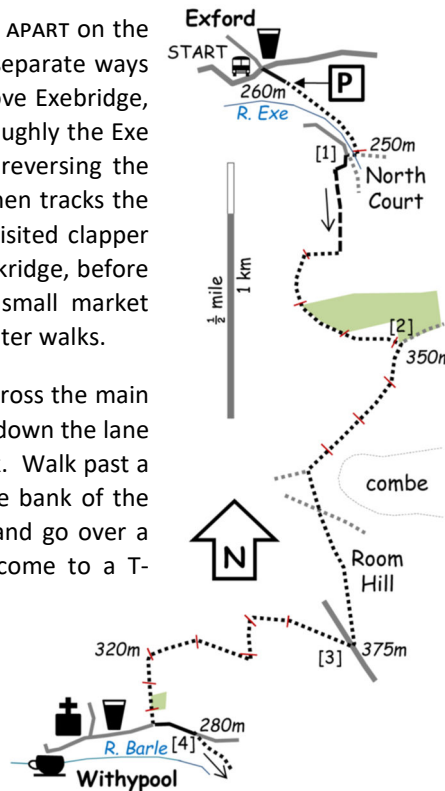 APART on the
separate ways
ove Exebridge,
ughly the Exe
reversing the
hen tracks the
isited clapper
kridge, before
small market
ter walks.
ross the main
down the lane
. Walk past a
e bank of the
and go over a
come to a T-
Exford
START
P
260m
R. Exe
[1]
250m
North
Court
½ mile
1 km
[2]
350m
combe
N
Room
Hill
320m
[3]
375m
280m
R. Barle
[4]
Withypool